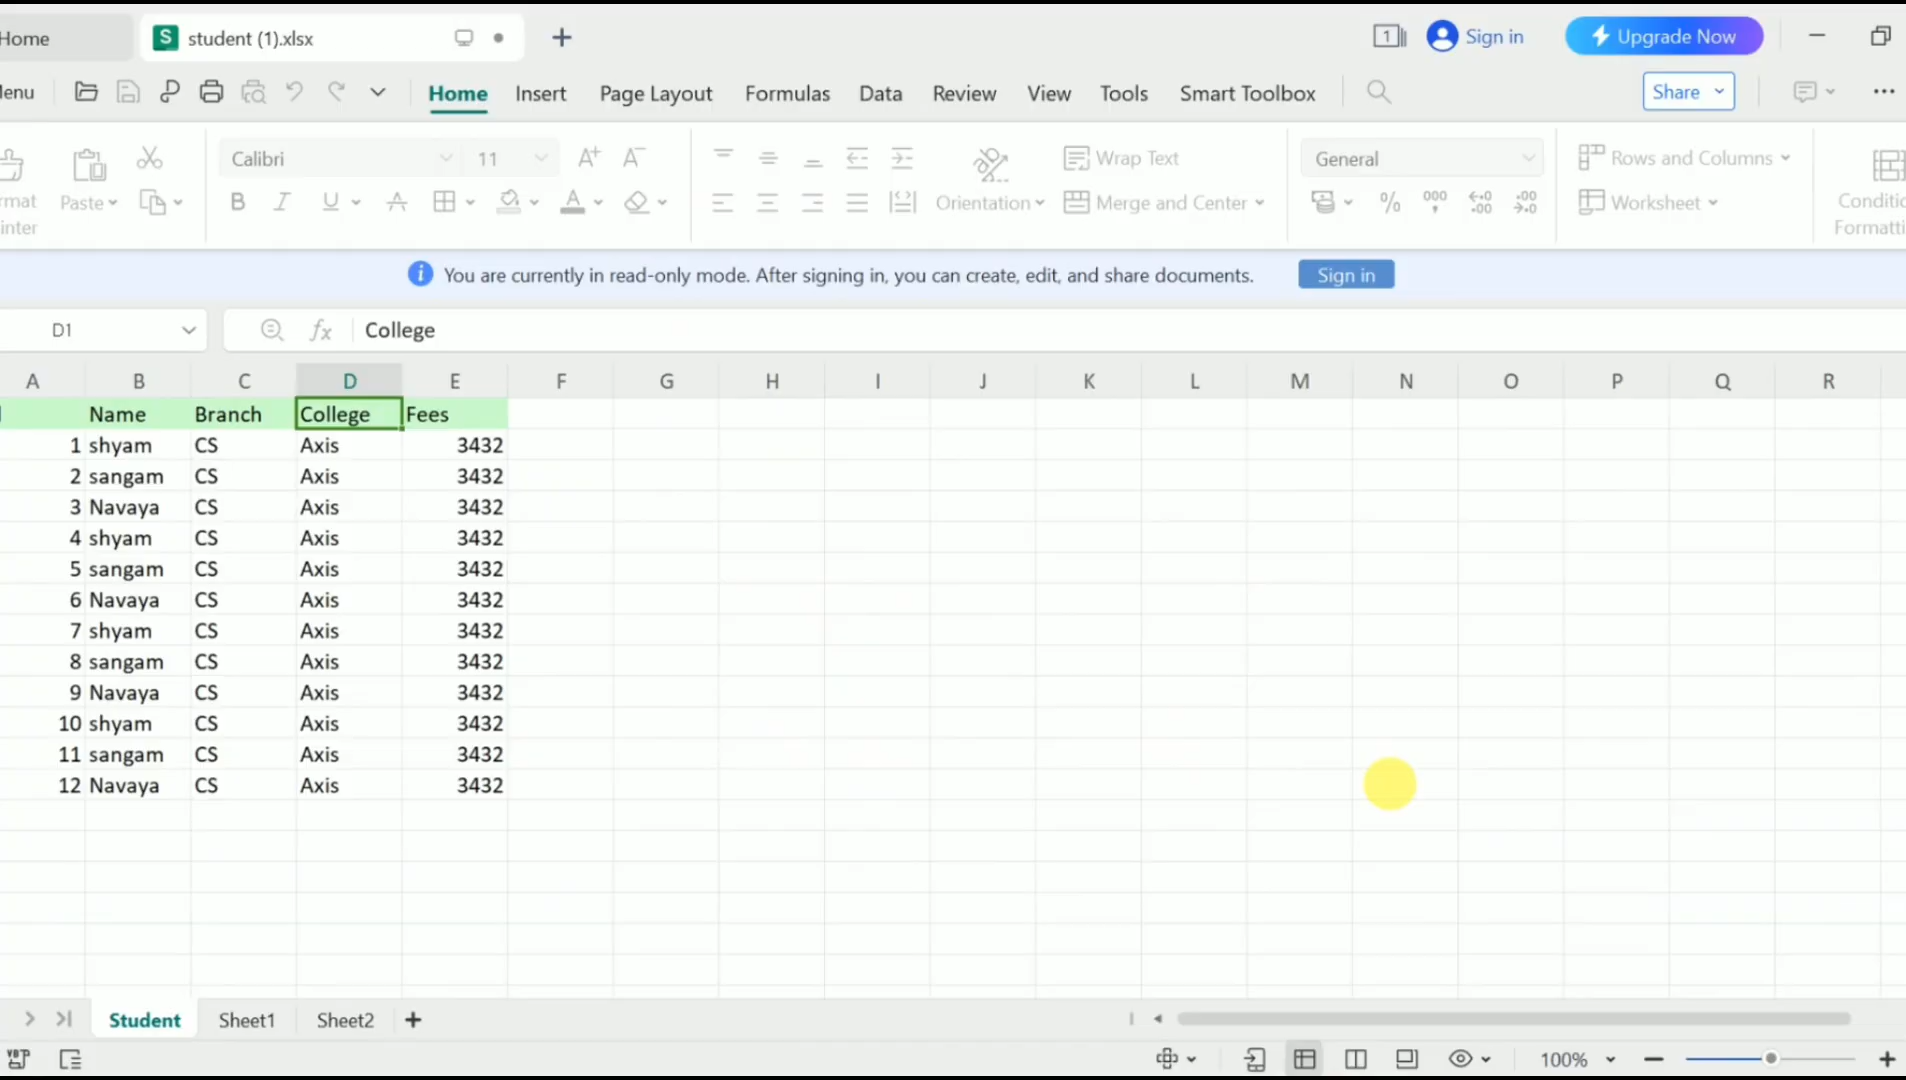 Home student (1).xlsx 1 Sign in Upgrade Now
enu Home Insert Page Layout Formulas Data Review View Tools Smart Toolbox Share
Calibri 11 A+ A- Wrap Text General Rows and Columns
rmat Paste B I U A A Orientation Merge and Center % 000 .00 .00 Worksheet Conditic
inter Formatti
You are currently in read-only mode. After signing in, you can create, edit, and share documents. Sign in
D1 fx College
A B C D E F G H I J K L M N O P Q R
Name Branch College Fees
1 shyam CS Axis 3432
2 sangam CS Axis 3432
3 Navaya CS Axis 3432
4 shyam CS Axis 3432
5 sangam CS Axis 3432
6 Navaya CS Axis 3432
7 shyam CS Axis 3432
8 sangam CS Axis 3432
9 Navaya CS Axis 3432
10 shyam CS Axis 3432
11 sangam CS Axis 3432
12 Navaya CS Axis 3432
Student Sheet1 Sheet2
100%